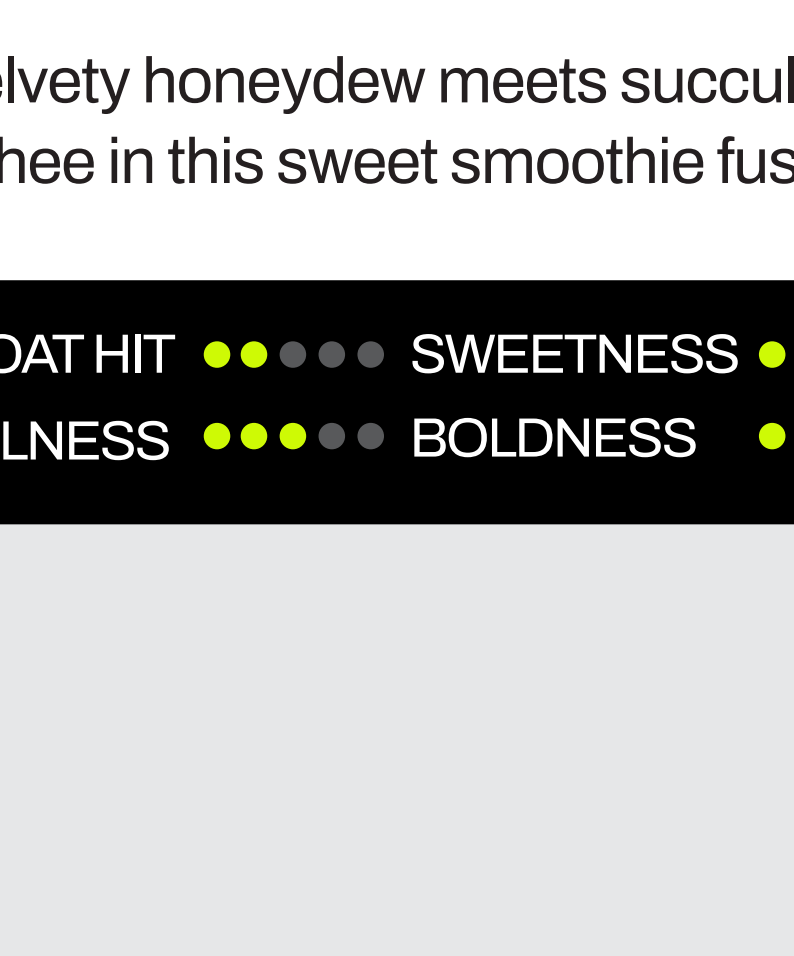 elvety honeydew meets succul
hee in this sweet smoothie fus
OAT HIT SWEETNESS
LNESS BOLDNESS